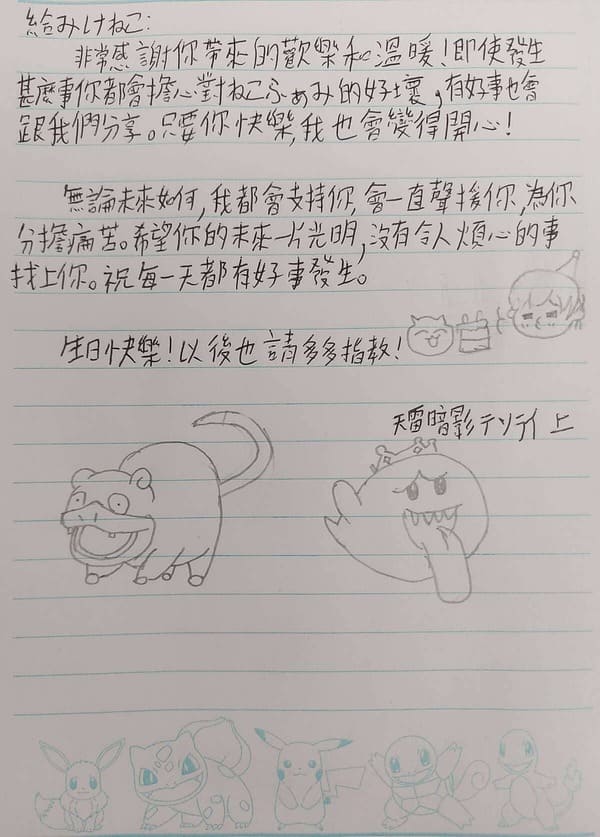 給みけねこ:
非常感謝你帶來的歡樂和溫暖!即使發生
甚麼事你都會擔心對ねこふぁみ的好壞,有好事也會
跟我們分享。只要你快樂,我也會變得開心!
無論未來如何,我都會支持你,會一直聲援你,為你
分擔痛苦。希望你的未來一片光明,沒有令人煩心的事
找上你。祝每一天都有好事發生。
生日快樂!以後也請多多指教!
天雷暗影テンライ 上